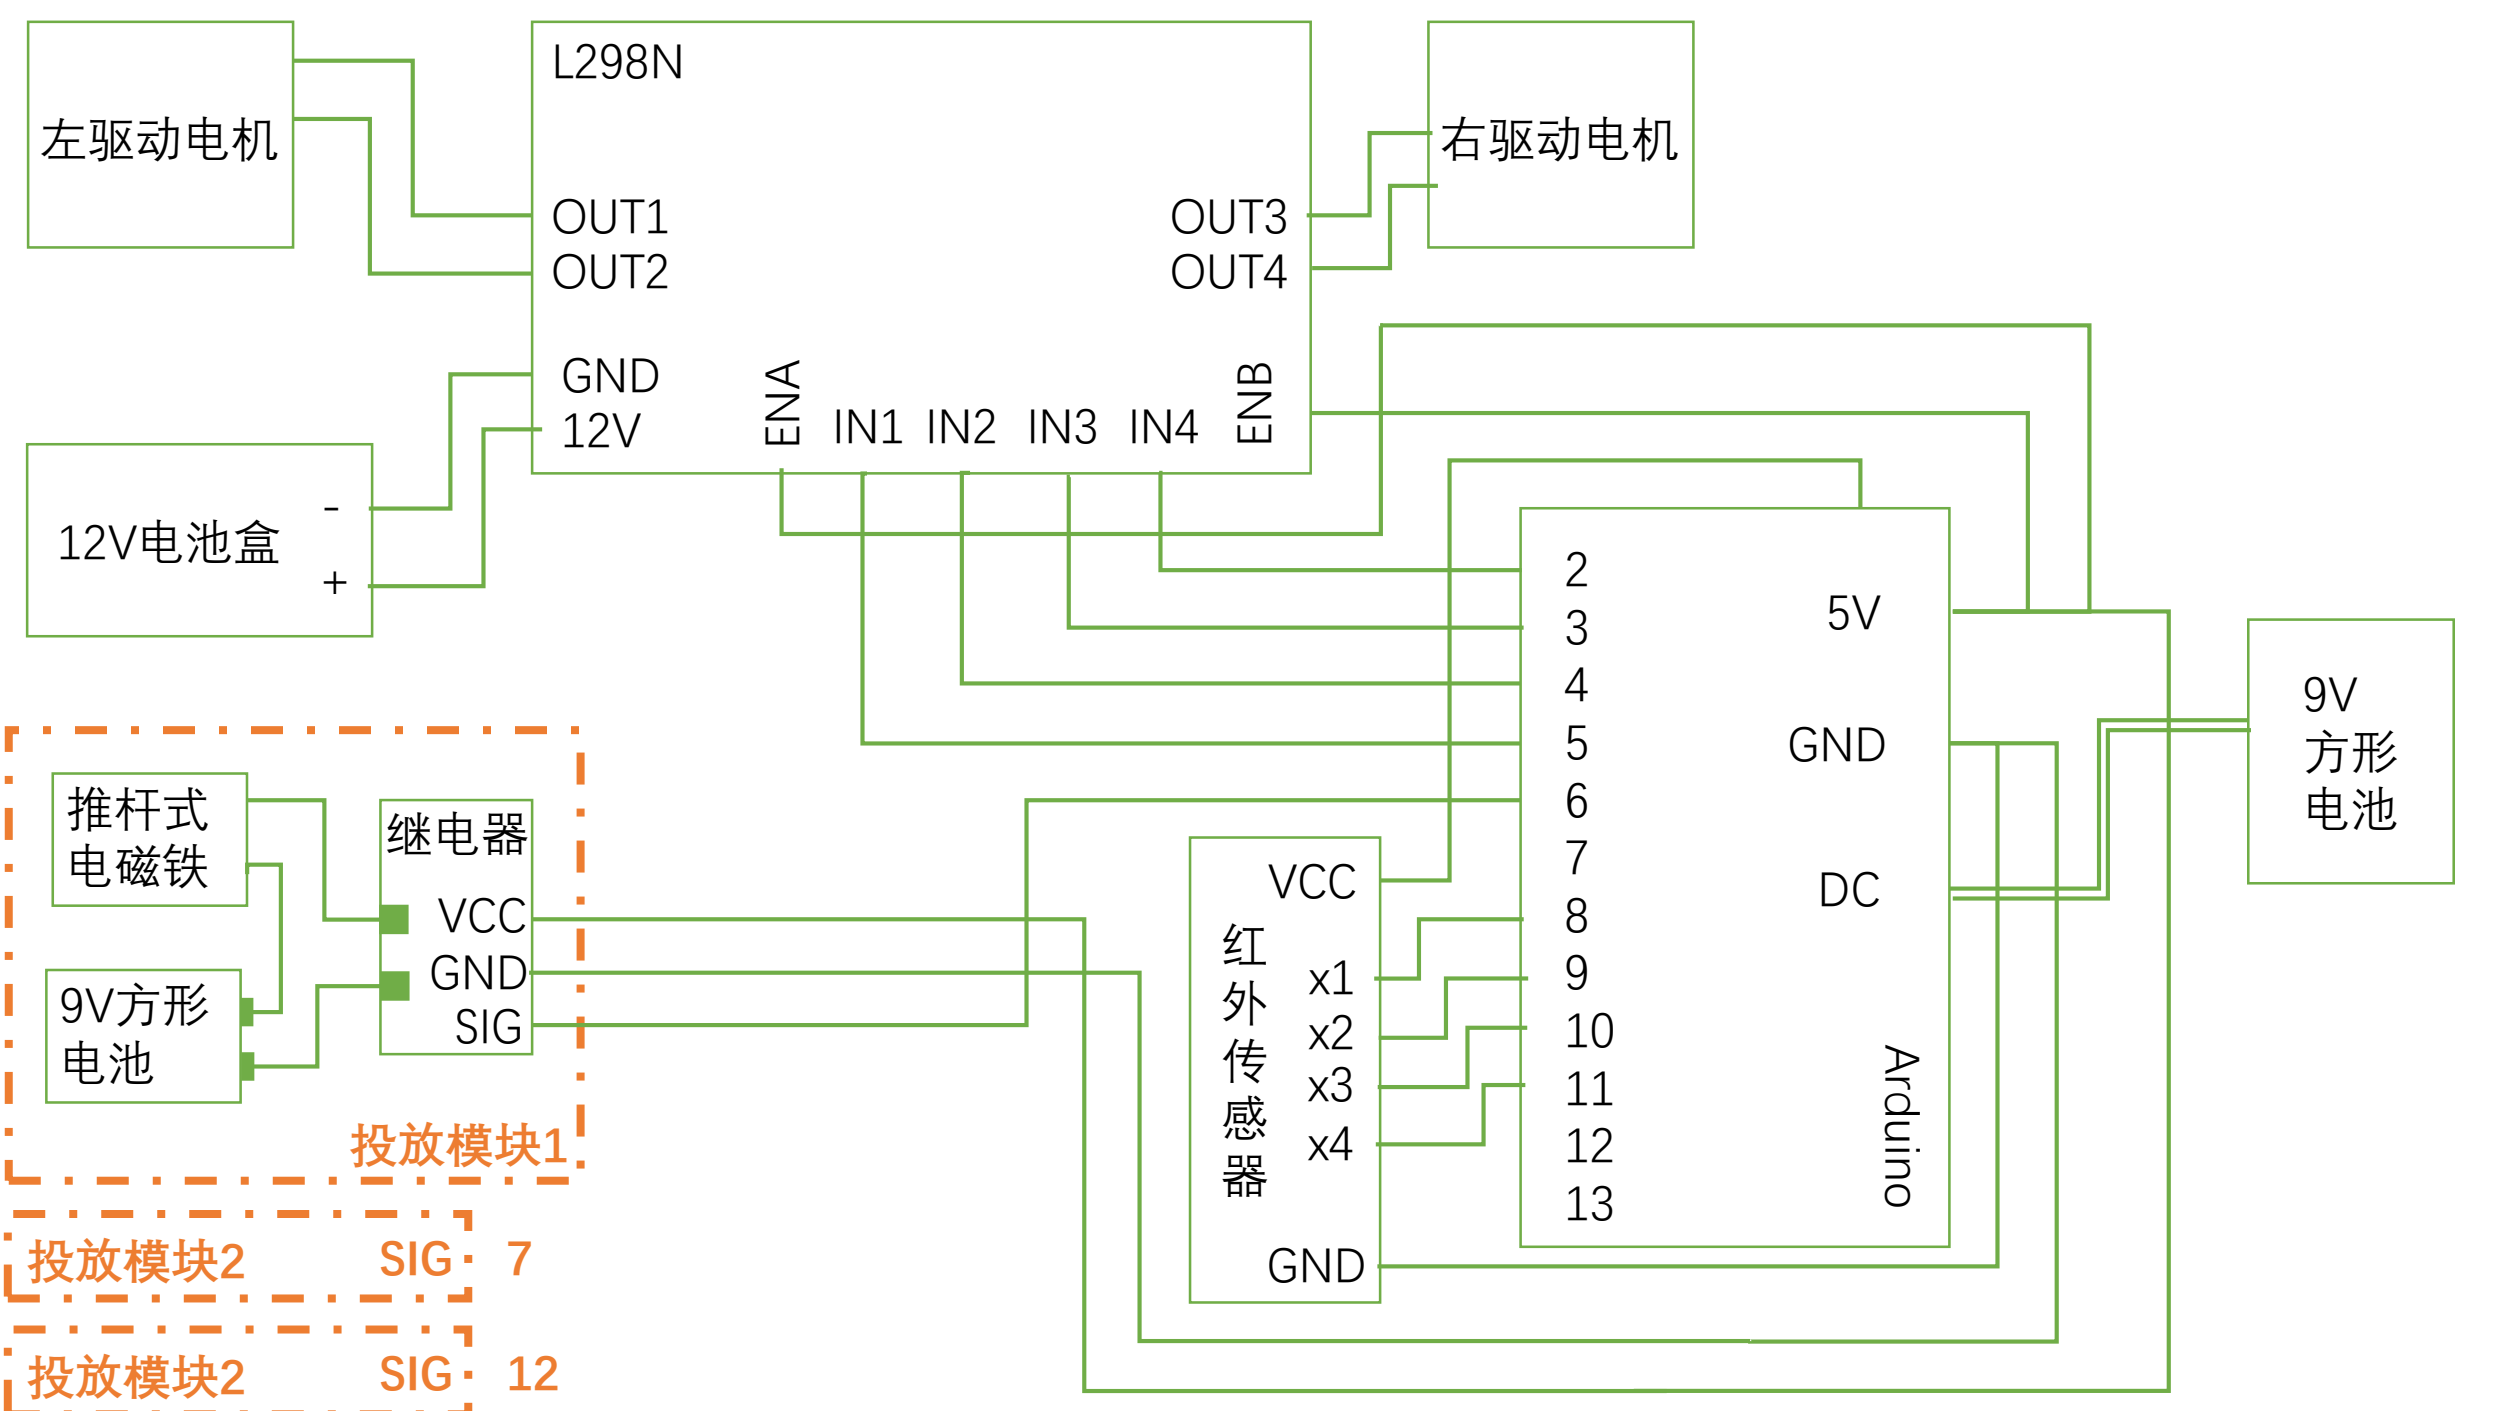 左驱动电机
L298N
OUT1
OUT2
GND
12V
ENA
IN1
IN2
IN3
IN4
ENB
OUT3
OUT4
右驱动电机
12V电池盒
-
+
推杆式
电磁铁
9V方形
电池
继电器
VCC
GND
SIG
投放模块1
投放模块2 SIG 7
投放模块2 SIG 12
红
外
传
感
器
VCC
x1
x2
x3
x4
GND
2
3
4
5
6
7
8
9
10
11
12
13
5V
GND
DC
Arduino
9V
方形
电池